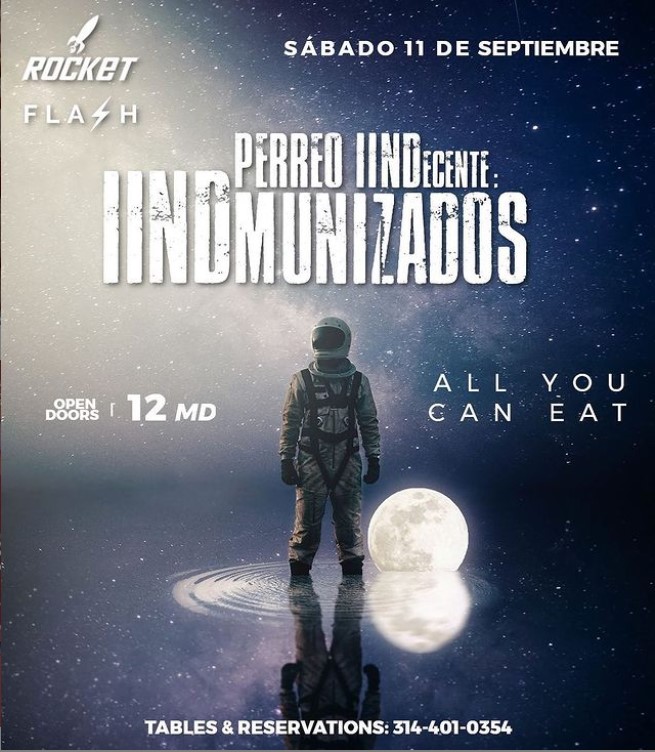 ROCKET
FLASH
SÁBADO 11 DE SEPTIEMBRE
PERREO IINDECENTE:
IINDMUNIZADOS
OPEN
DOORS
12 MD
ALL YOU
CAN EAT
TABLES & RESERVATIONS: 314-401-0354